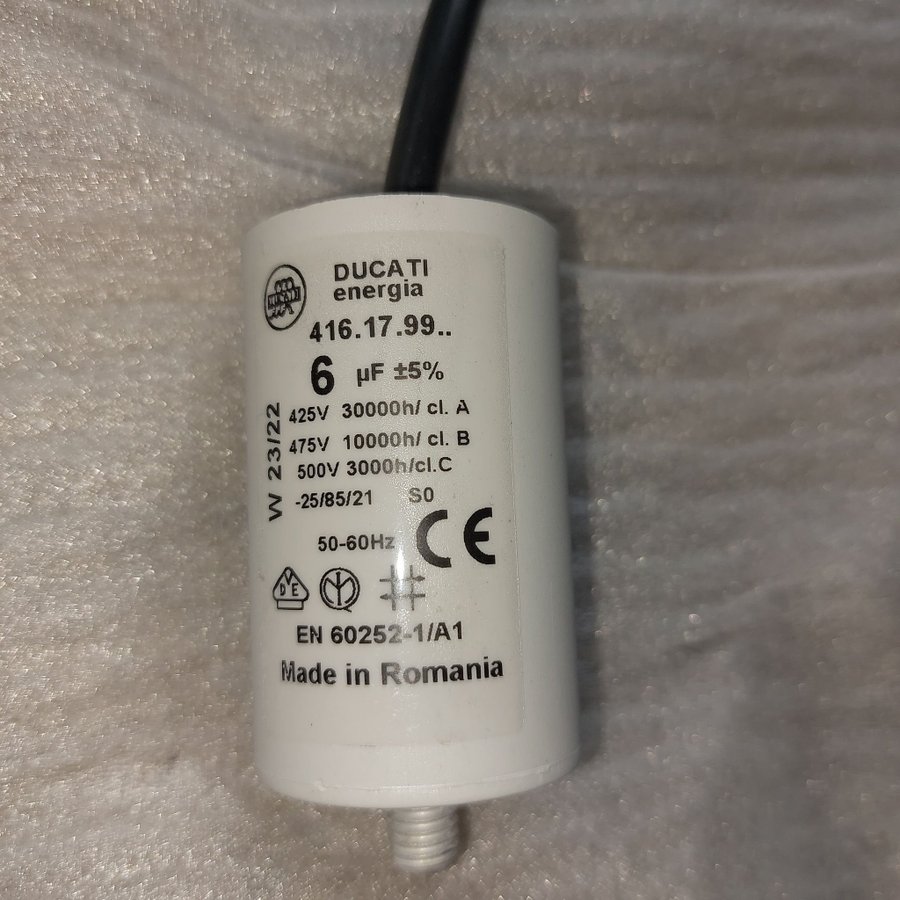 DUCATI
energia
416.17.99..
6 µF ±5%
425V 30000h/ cl. A
475V 10000h/ cl. B
500V 3000h/cl.C
-25/85/21 S0
W 23/22
50-60Hz CE
DVE
EN 60252-1/A1
Made in Romania